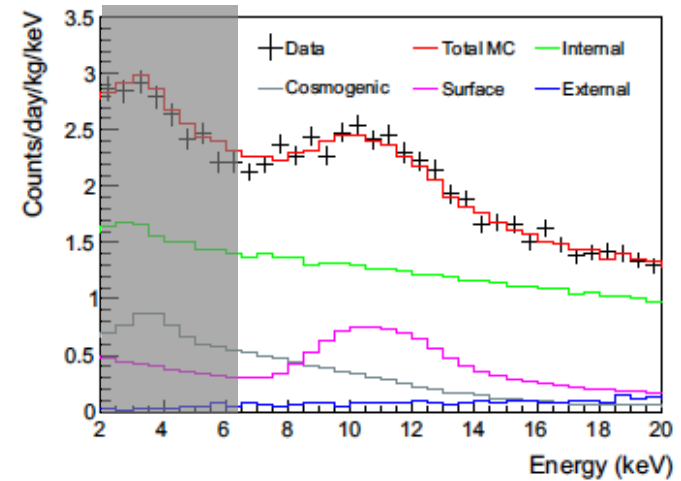 Counts/day/kg/keV
3.5
3
2.5
2
1.5
1
0.5
0
Data Total MC Internal
Cosmogenic Surface External
2 4 6 8 10 12 14 16 18 20
Energy (keV)